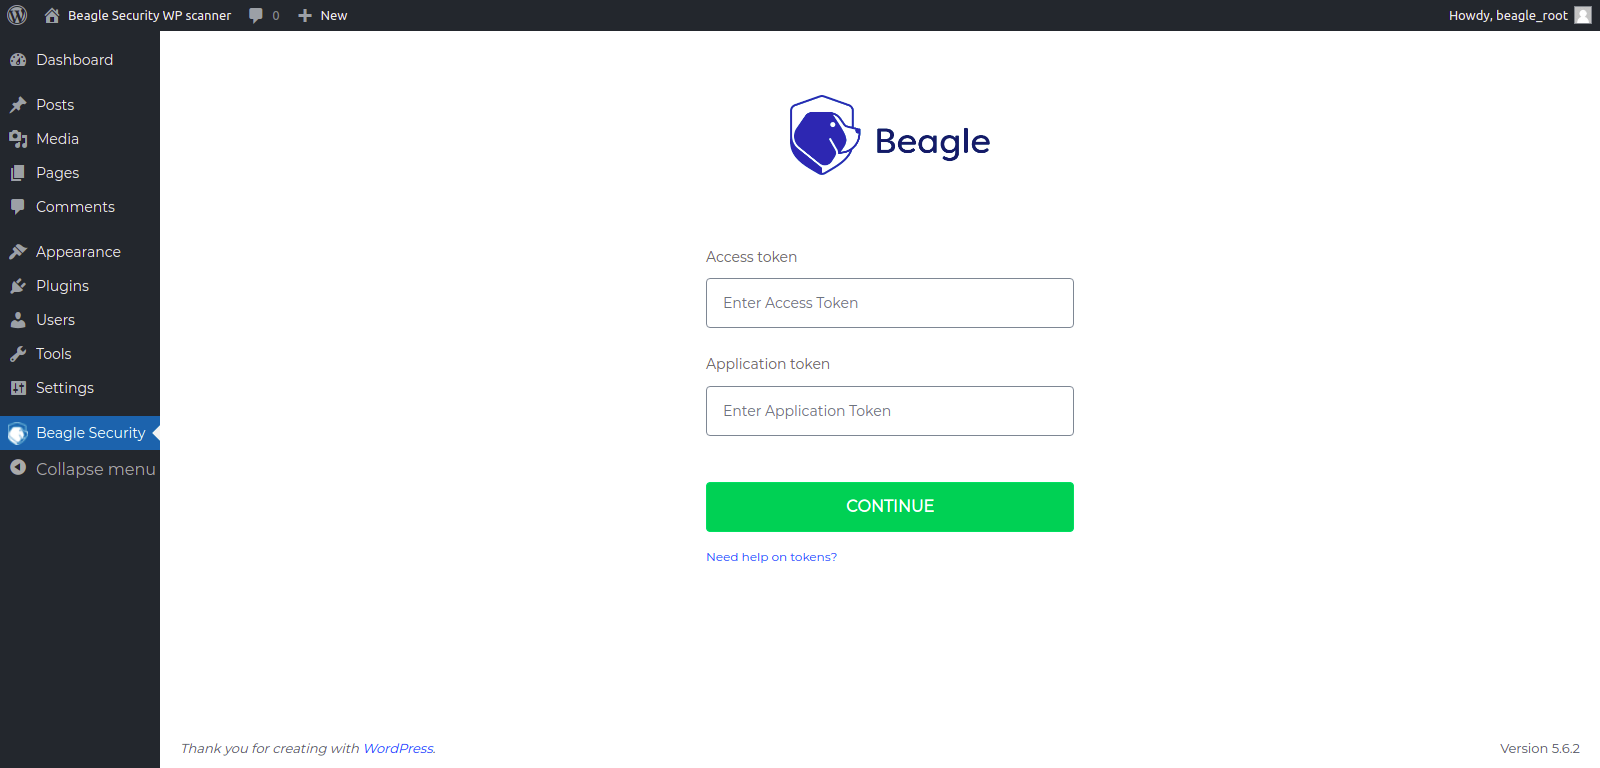 Beagle Security WP scanner 0 New Howdy, beagle_root
Dashboard
Posts
Media
Pages
Comments
Appearance
Plugins
Users
Tools
Settings
Beagle Security
Collapse menu
Beagle
Access token
Enter Access Token
Application token
Enter Application Token
CONTINUE
Need help on tokens?
Thank you for creating with WordPress. Version 5.6.2